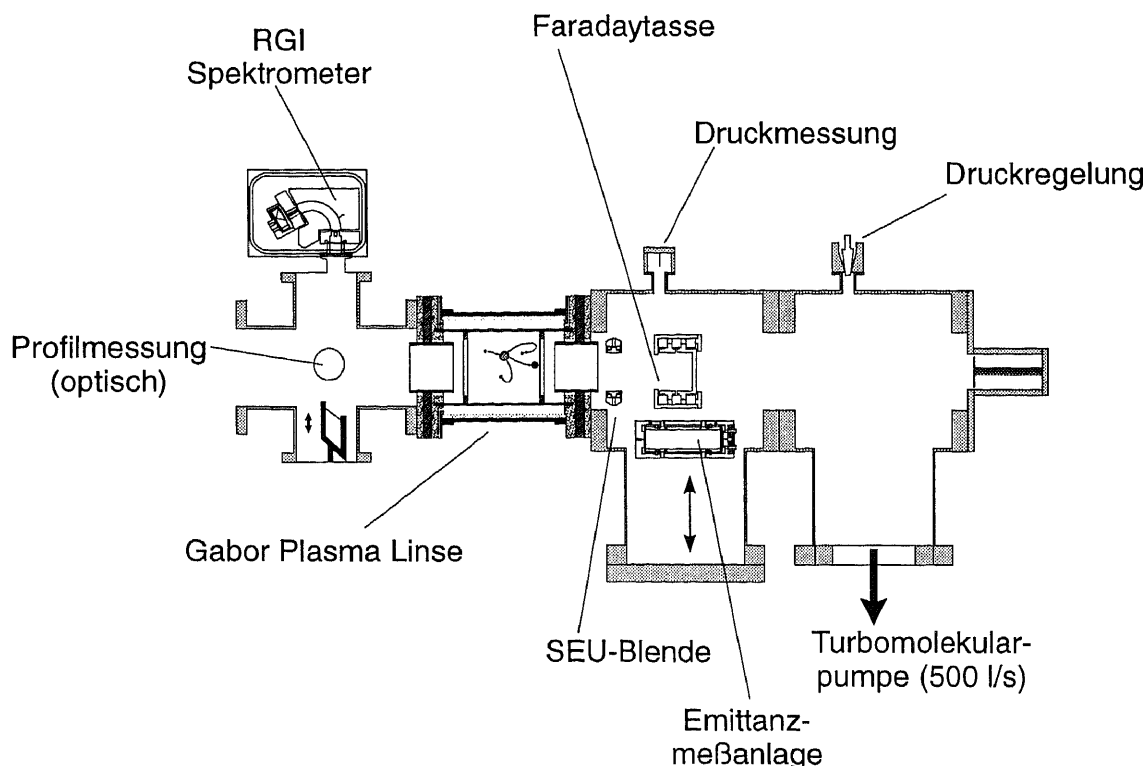 Faradaytasse
RGI
Spektrometer
Druckmessung
Druckregelung
Profilmessung
(optisch)
Gabor Plasma Linse
SEU-Blende
Turbomolekular-
pumpe (500 l/s)
Emittanz-
meßanlage